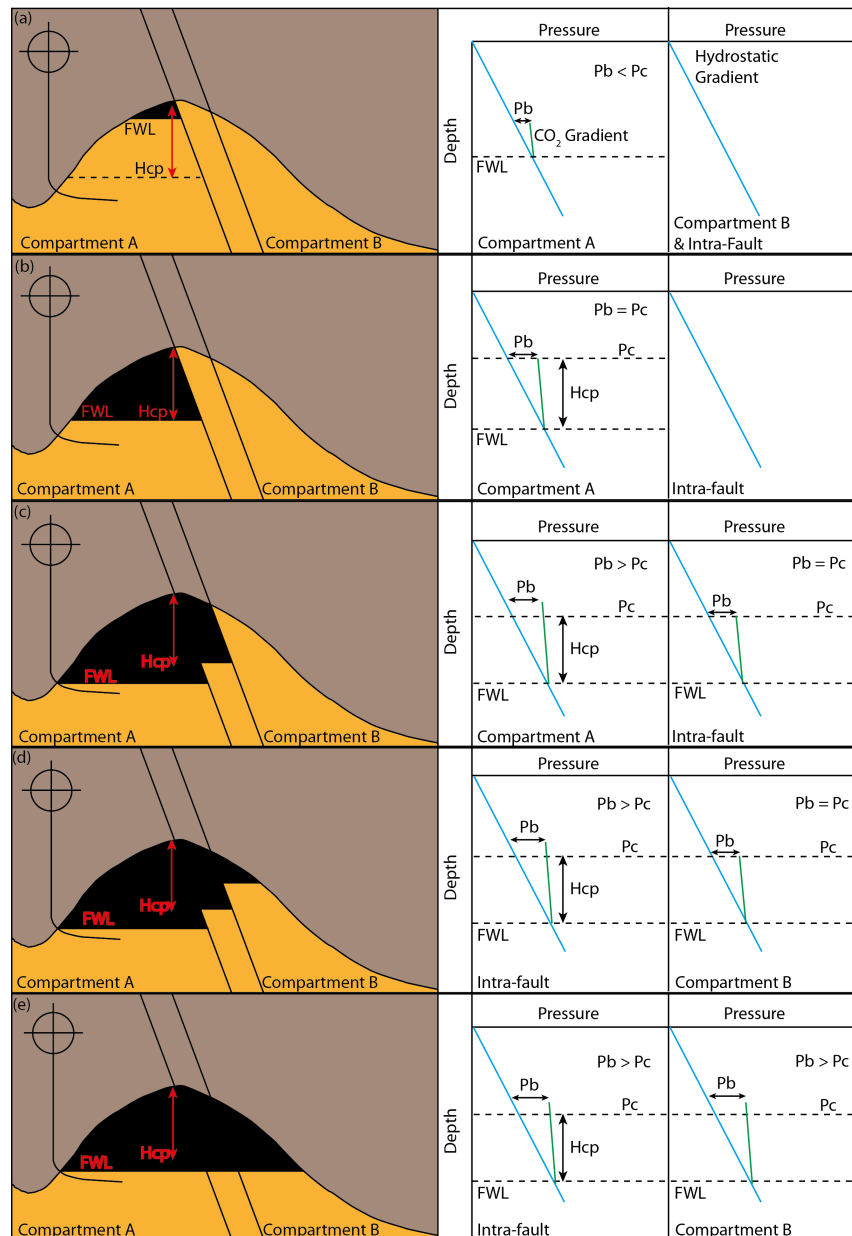 (a)
FWL
Hcp
Compartment A
Compartment B
Pressure
Pressure
Depth
Pb < Pc
Pb
CO₂ Gradient
FWL
Compartment A
Hydrostatic
Gradient
Compartment B
& Intra-Fault
(b)
FWL
Hcp
Compartment A
Compartment B
Pressure
Pressure
Depth
Pb = Pc
Pb
Pc
Hcp
FWL
Compartment A
Intra-fault
(c)
Hcp
FWL
Compartment A
Compartment B
Pressure
Pressure
Depth
Pb > Pc
Pb
Pc
Hcp
FWL
Compartment A
Pb = Pc
Pb
Pc
FWL
Intra-fault
(d)
Hcp
FWL
Compartment A
Compartment B
Pressure
Pressure
Depth
Pb > Pc
Pb
Pc
Hcp
FWL
Intra-fault
Pb = Pc
Pb
Pc
FWL
Compartment B
(e)
Hcp
FWL
Compartment A
Compartment B
Pressure
Pressure
Depth
Pb > Pc
Pb
Pc
Hcp
FWL
Intra-fault
Pb > Pc
Pb
Pc
FWL
Compartment B